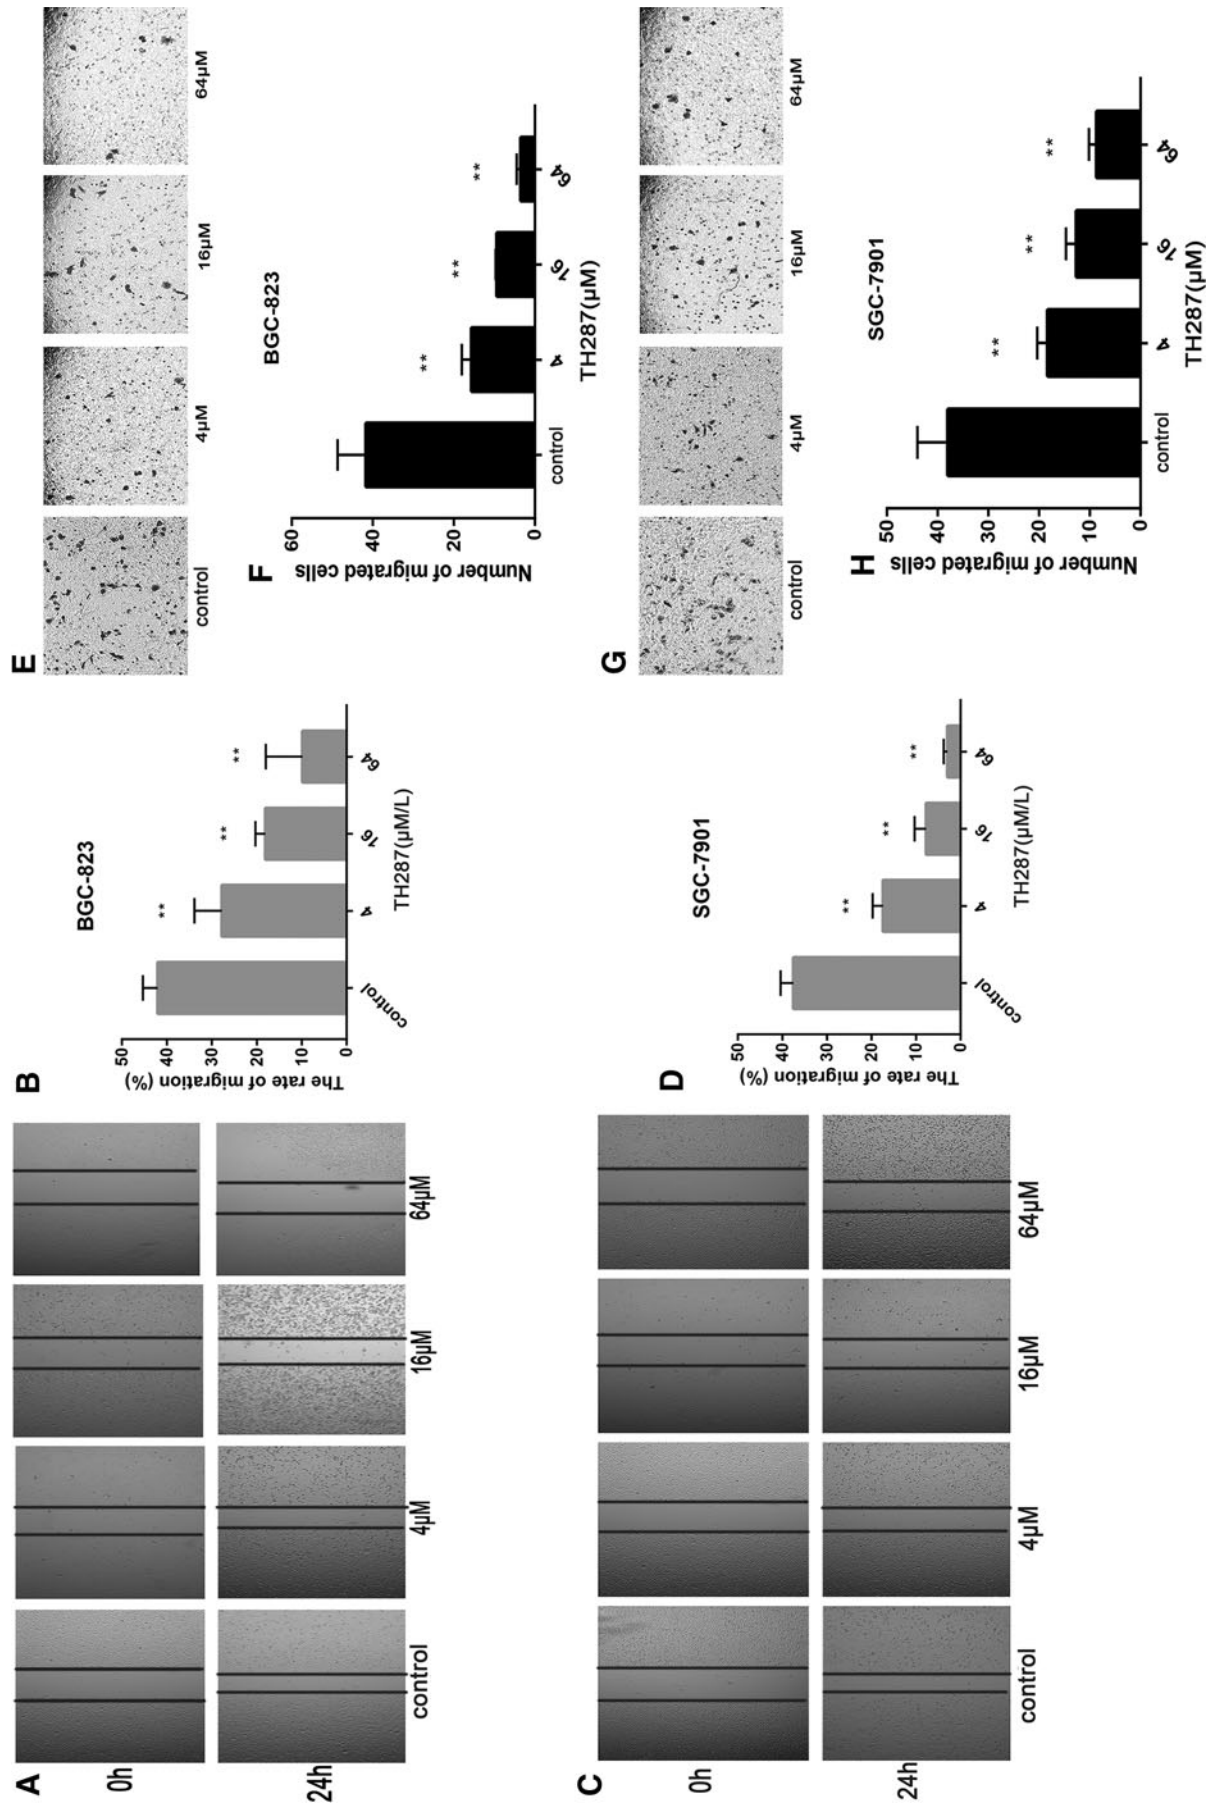 A
0h
24h
control
4µM
16µM
64µM
B
BGC-823
The rate of migration (%)
50
40
30
20
10
0
control
4
16
64
TH287(µM/L)
**
**
**
E
control
4µM
16µM
64µM
F
BGC-823
Number of migrated cells
60
40
20
0
control
4
16
64
TH287(µM)
**
**
**
C
0h
24h
control
4µM
16µM
64µM
D
SGC-7901
The rate of migration (%)
50
40
30
20
10
0
control
4
16
64
TH287(µM/L)
**
**
**
G
control
4µM
16µM
64µM
H
SGC-7901
Number of migrated cells
50
40
30
20
10
0
control
4
16
64
TH287(µM)
**
**
**